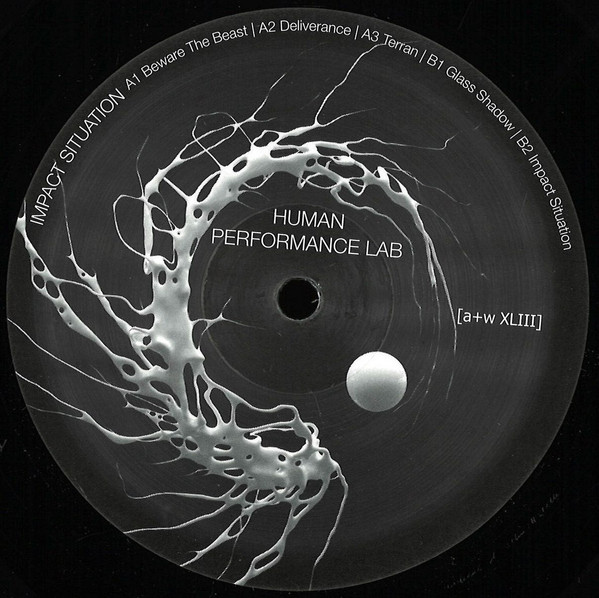 IMPACT SITUATION A1 Beware The Beast | A2 Deliverance | A3 Terran | B1 Glass Shadow | B2 Impact Situation
HUMAN
PERFORMANCE LAB
[a+w XLIII]